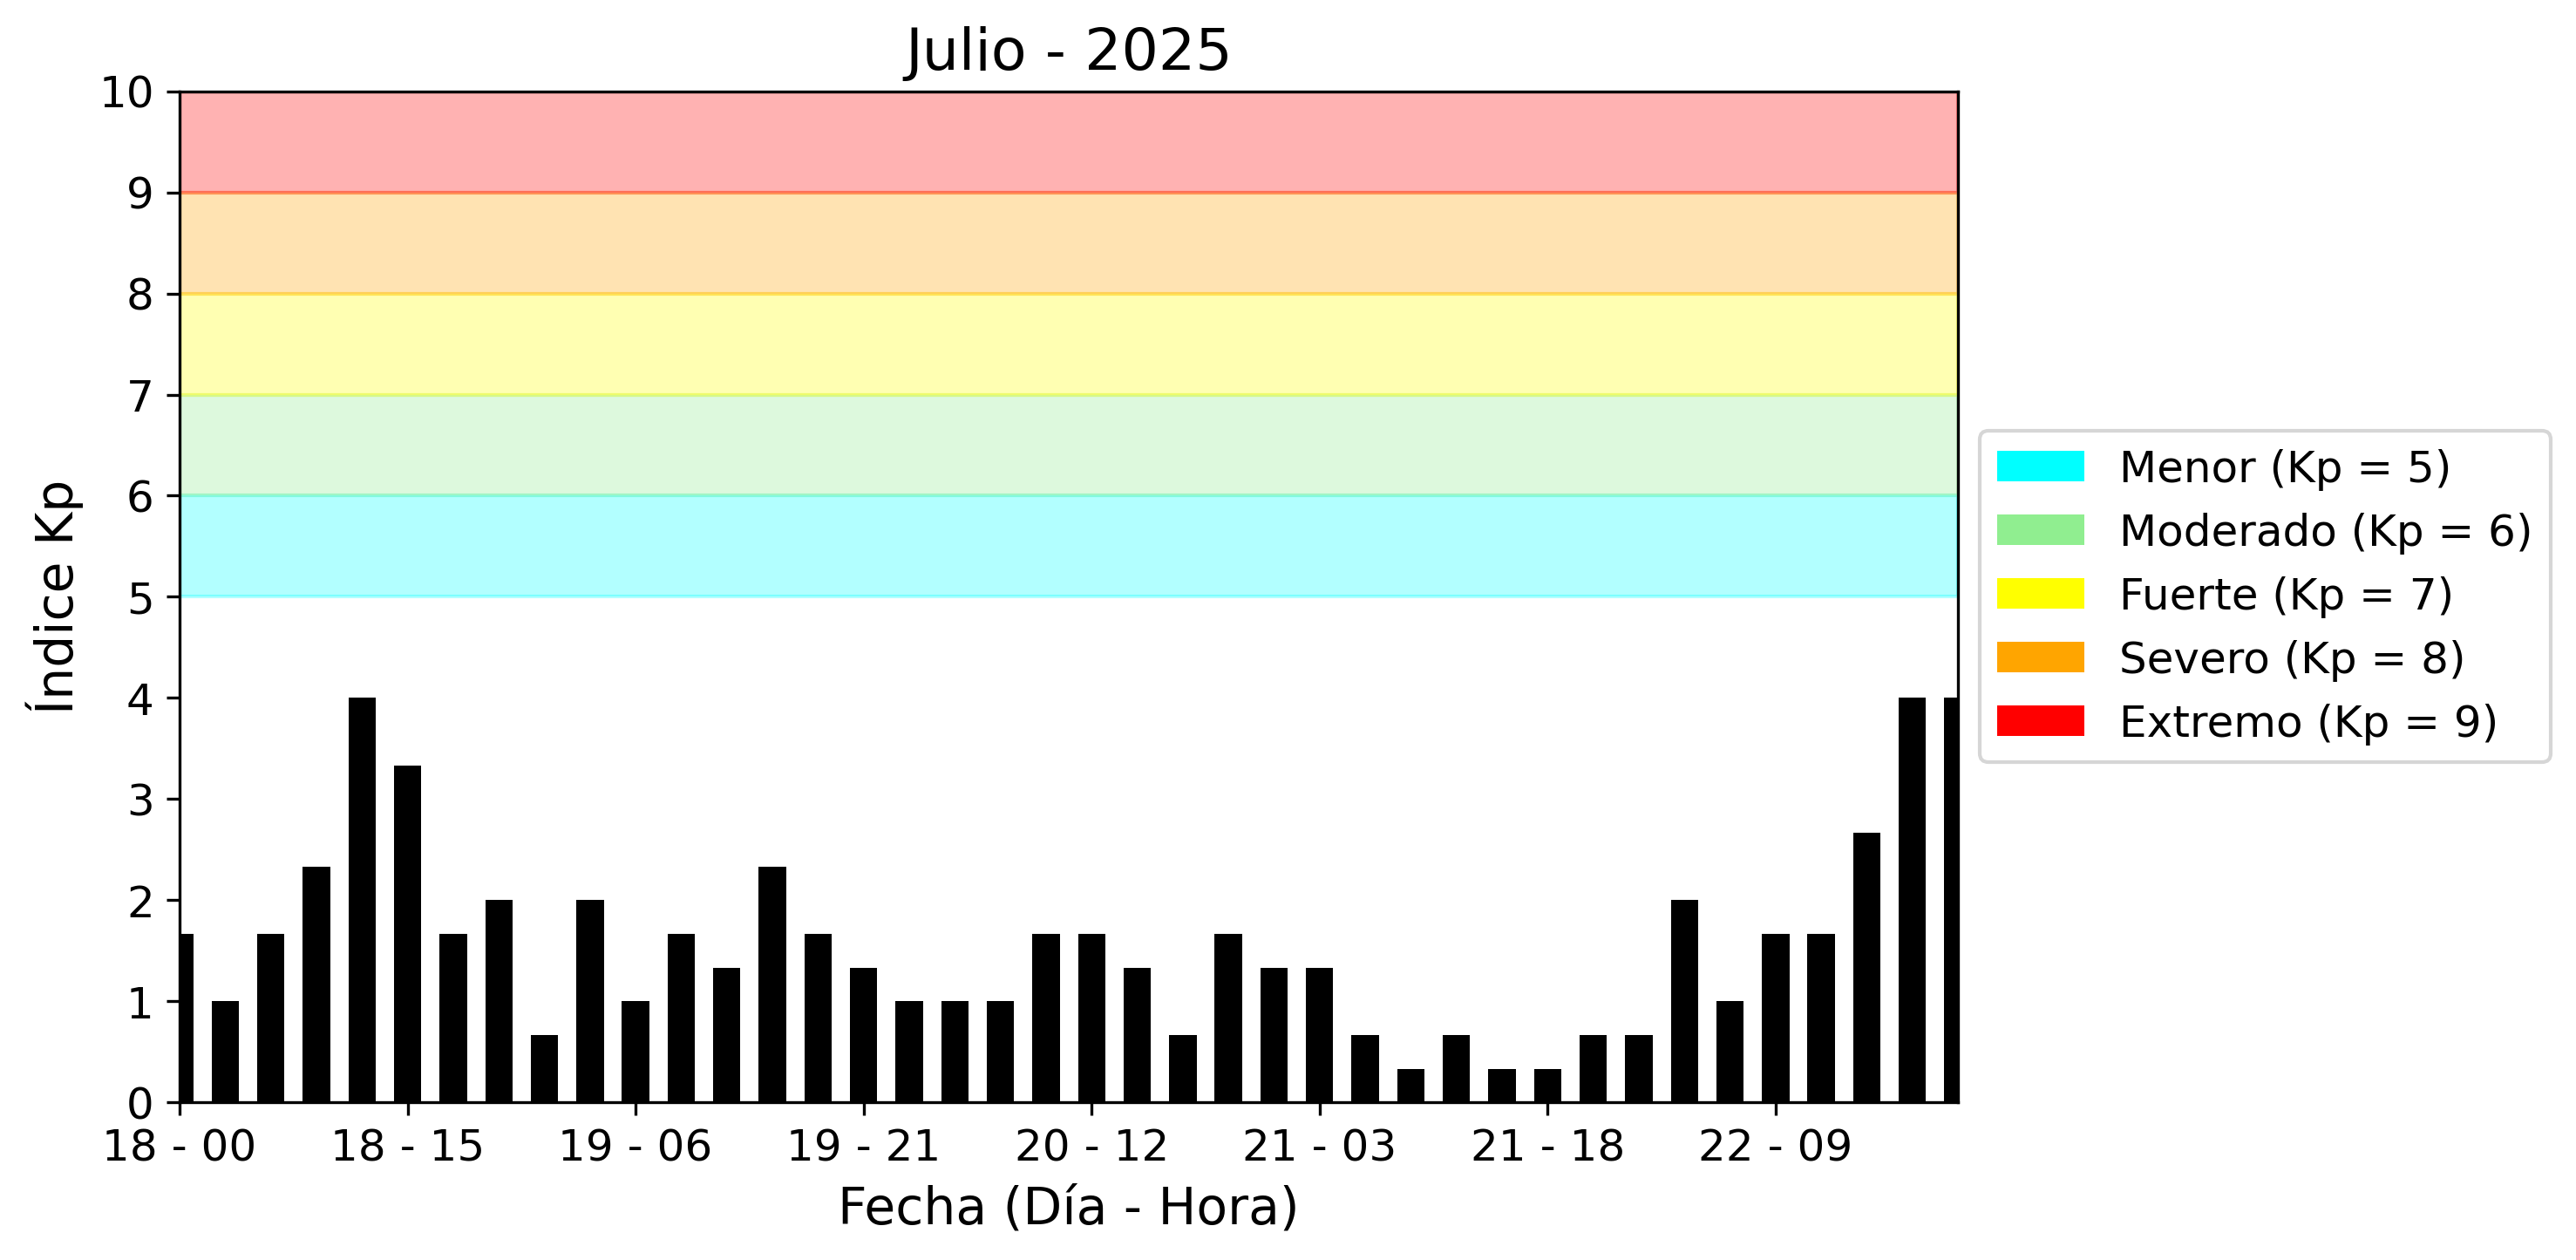 Julio - 2025
Índice Kp
10
9
8
7
6
5
4
3
2
1
0
18 - 00
18 - 15
19 - 06
19 - 21
20 - 12
21 - 03
21 - 18
22 - 09
Fecha (Día - Hora)
Menor (Kp = 5)
Moderado (Kp = 6)
Fuerte (Kp = 7)
Severo (Kp = 8)
Extremo (Kp = 9)